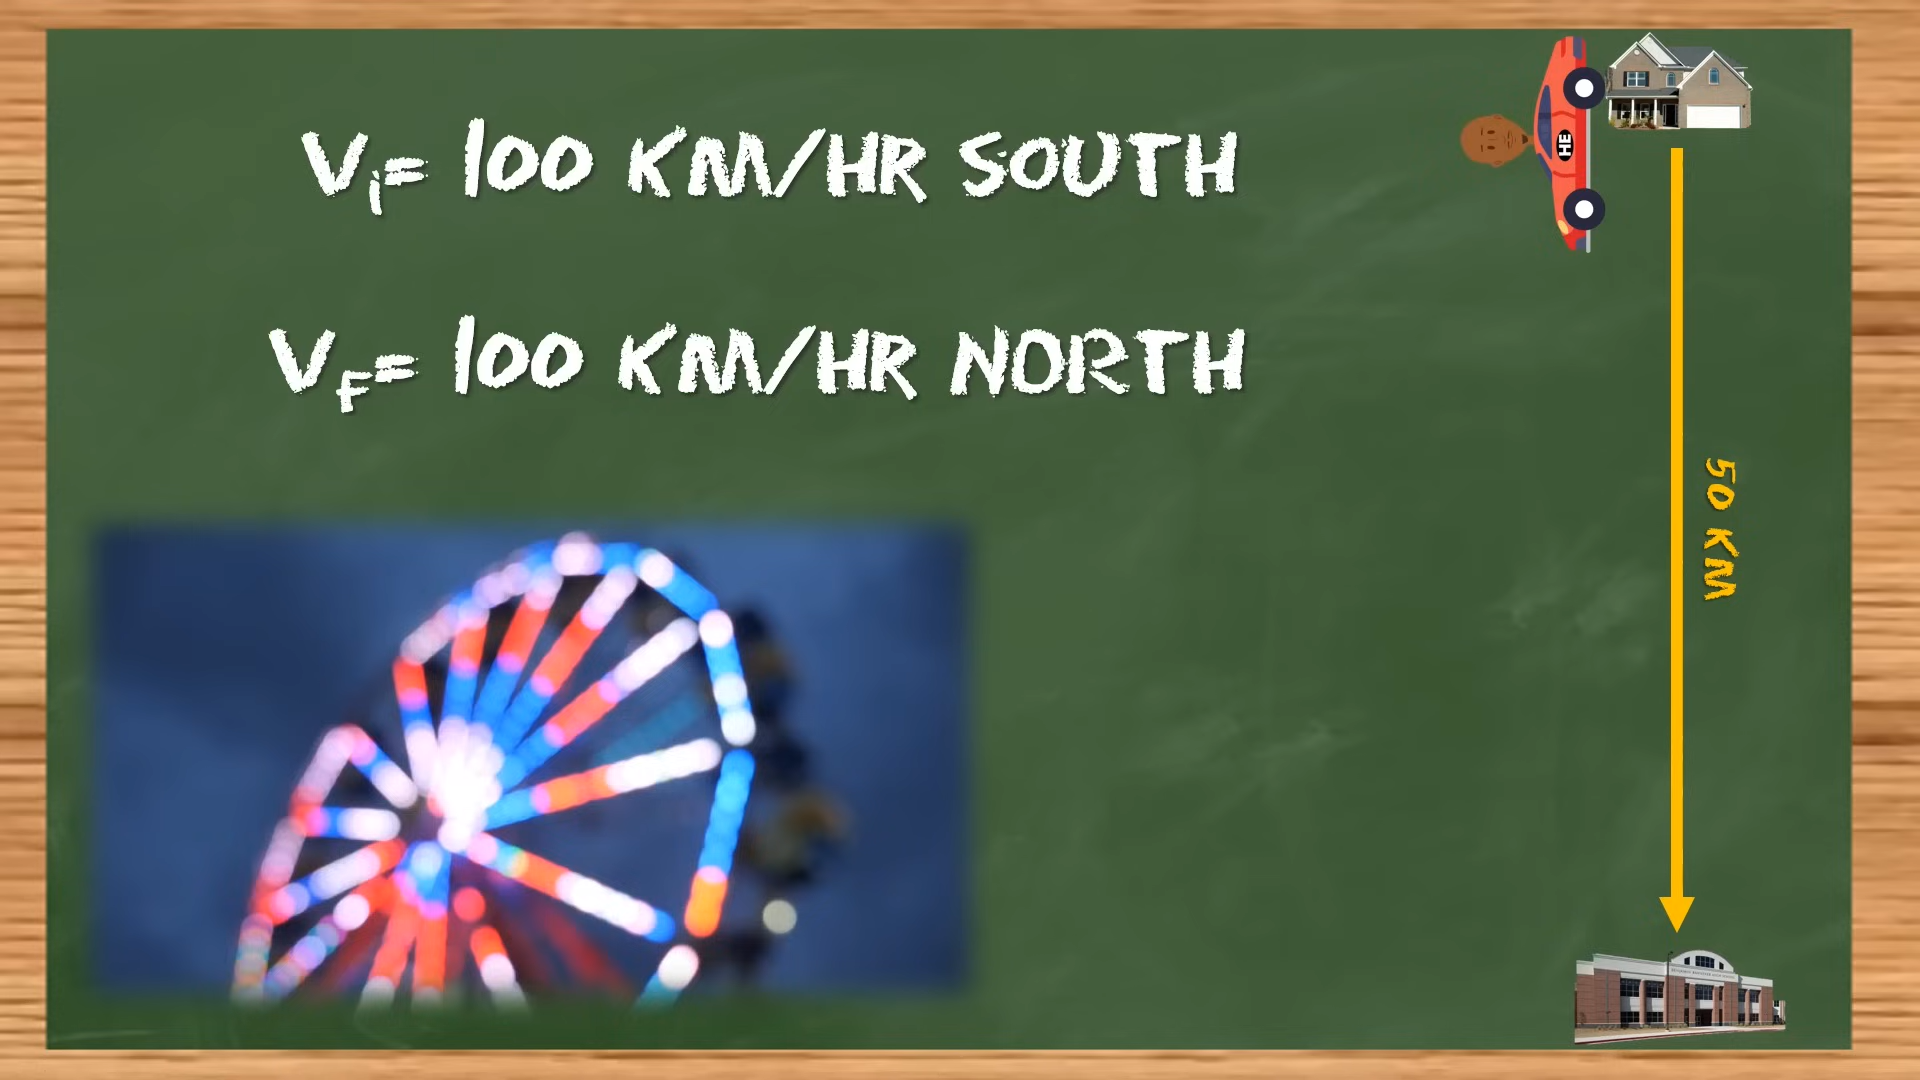 Vi= 100 KM/HR SOUTH
VF= 100 KM/HR NORTH
HE
50 KM